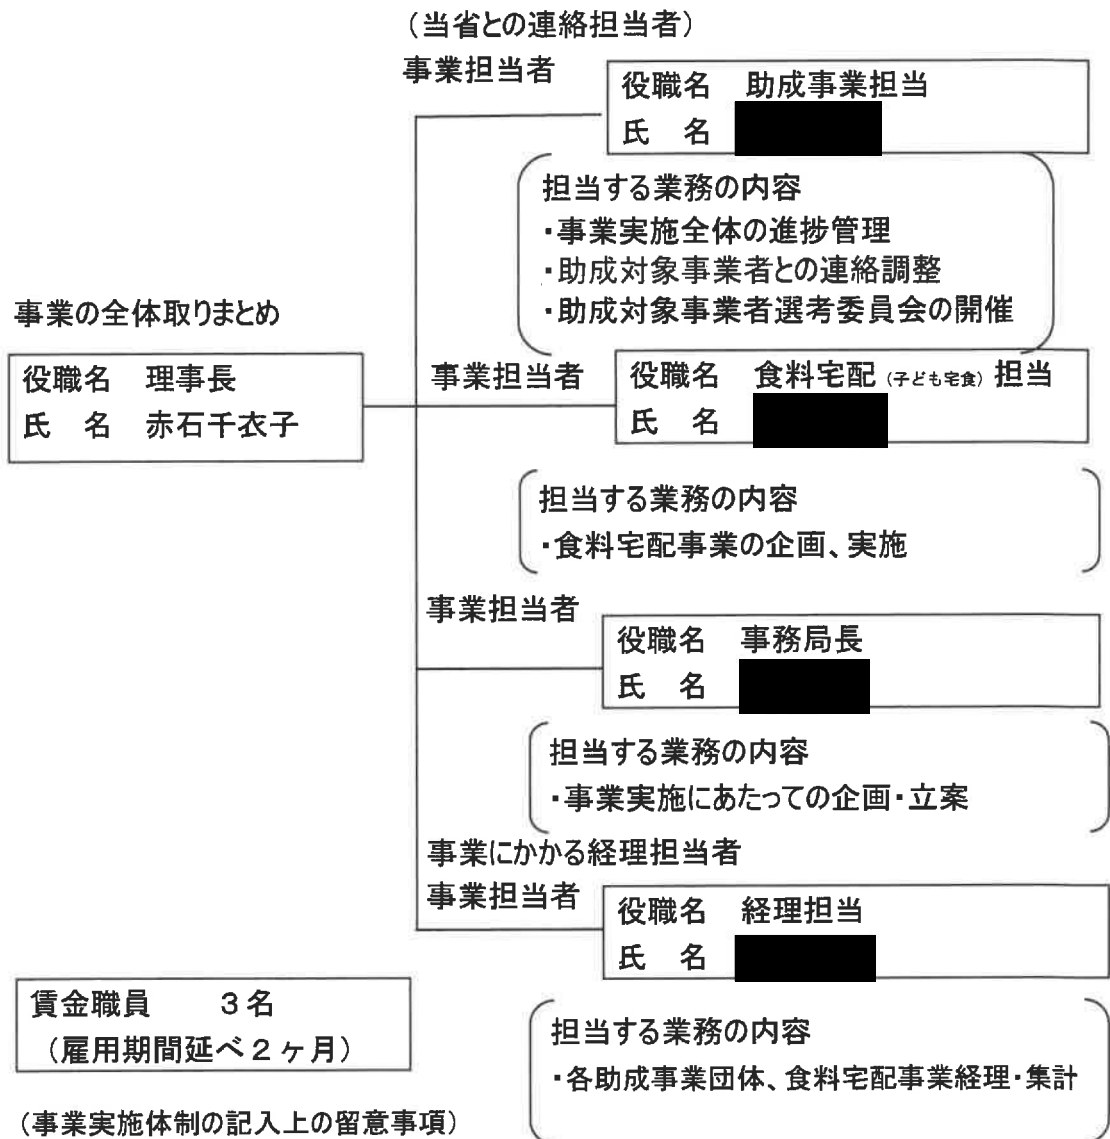 （当省との連絡担当者）
事業担当者
役職名　助成事業担当
氏　名
担当する業務の内容
・事業実施全体の進捗管理
・助成対象事業者との連絡調整
・助成対象事業者選考委員会の開催
事業の全体取りまとめ
役職名　理事長
氏　名　赤石千衣子
事業担当者
役職名　食料宅配（子ども宅食）担当
氏　名
担当する業務の内容
・食料宅配事業の企画、実施
事業担当者
役職名　事務局長
氏　名
担当する業務の内容
・事業実施にあたっての企画・立案
事業にかかる経理担当者
事業担当者
役職名　経理担当
氏　名
担当する業務の内容
・各助成事業団体、食料宅配事業経理・集計
賃金職員　　３名
（雇用期間延べ２ヶ月）
（事業実施体制の記入上の留意事項）